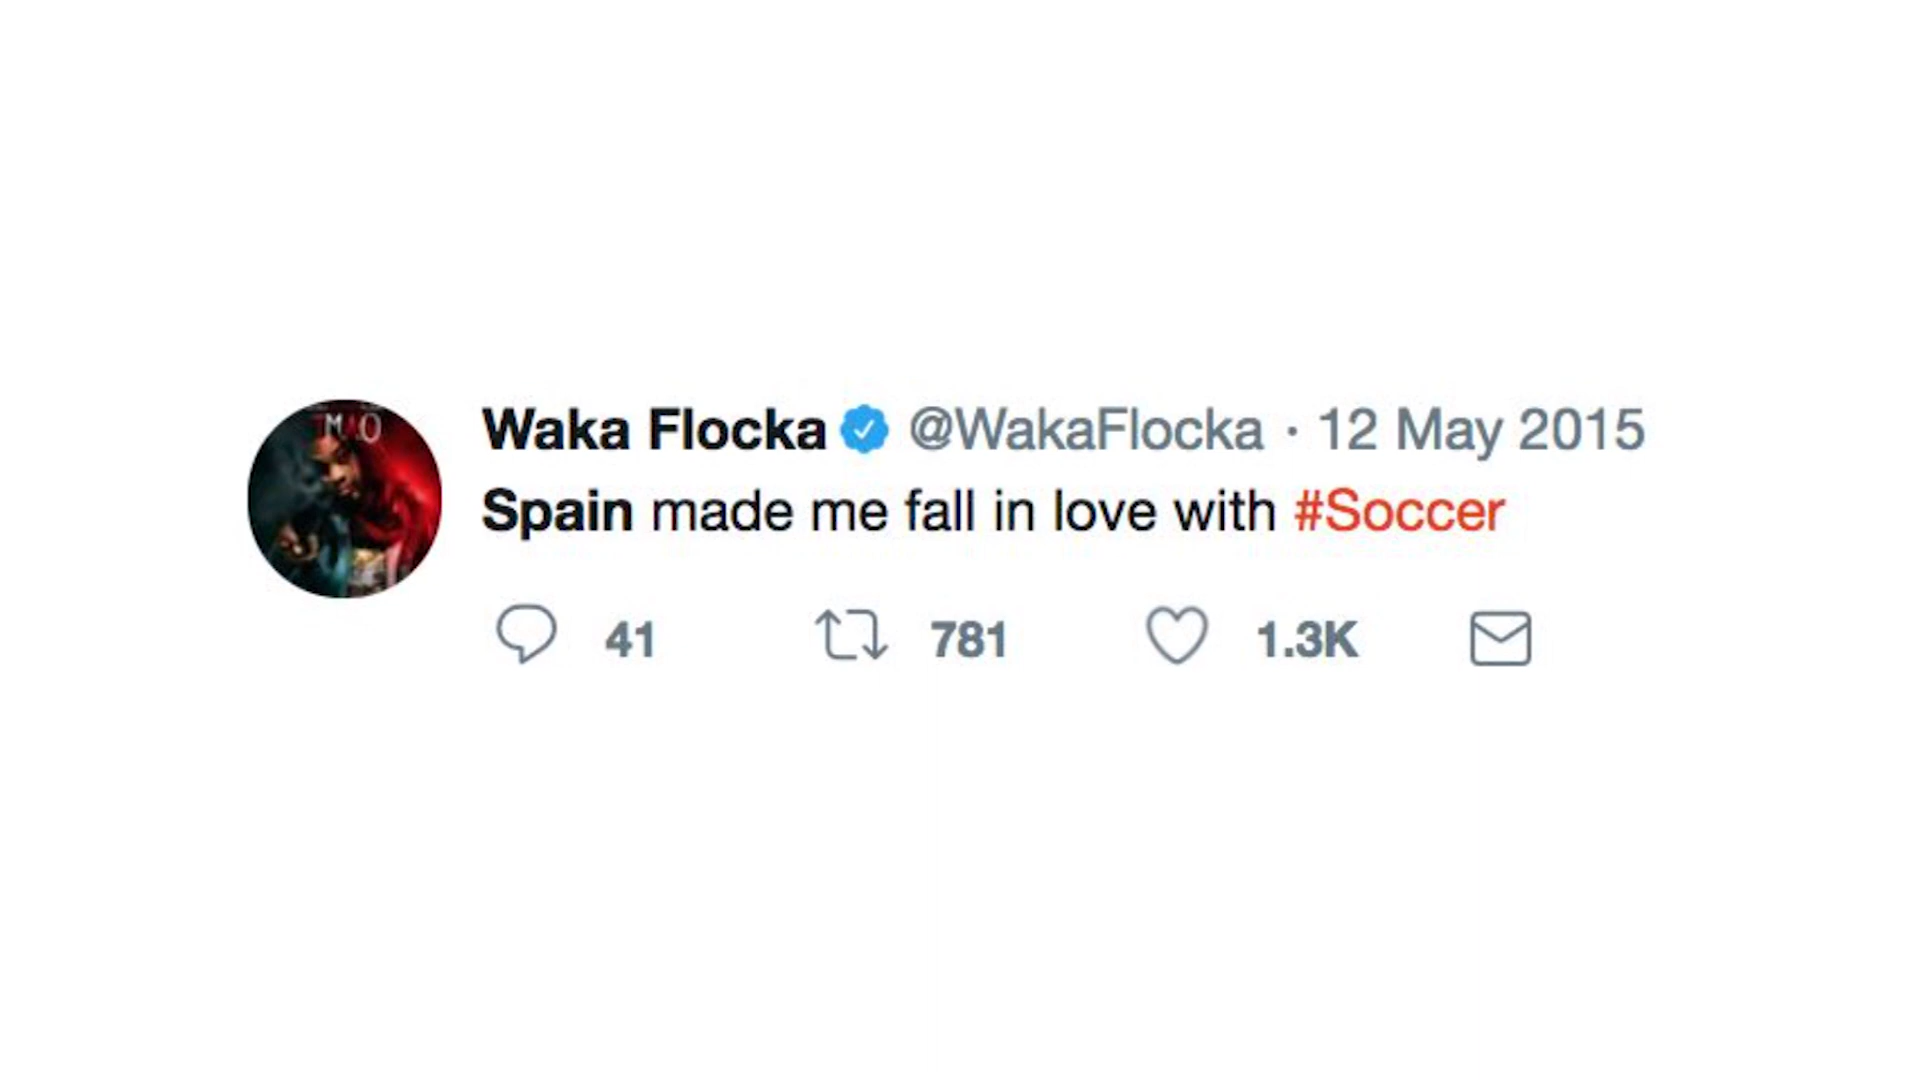 Waka Flocka @WakaFlocka · 12 May 2015
Spain made me fall in love with #Soccer
41 781 1.3K